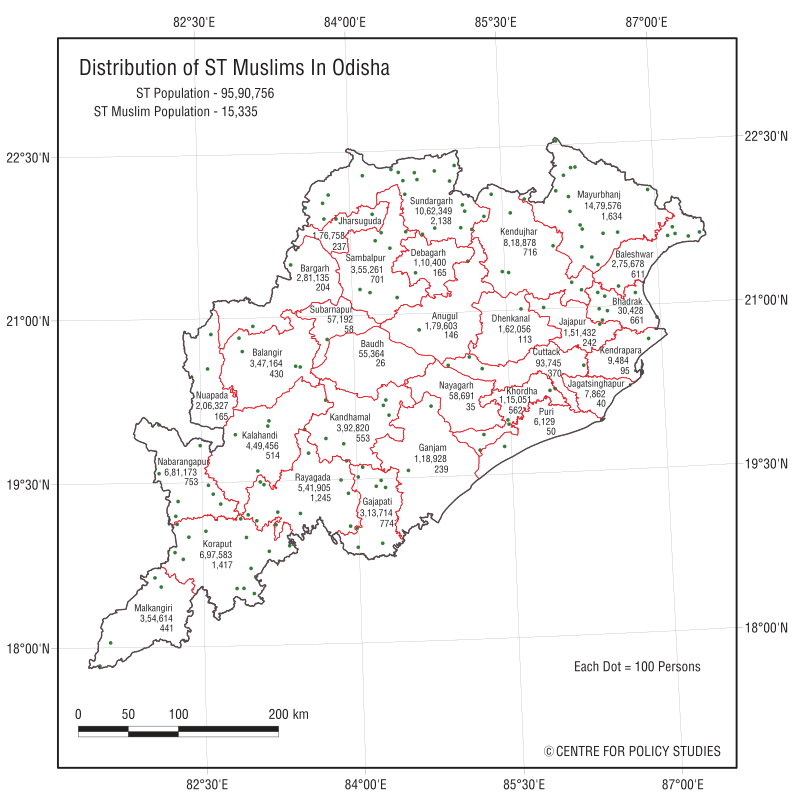 82°30'E 84°00'E 85°30'E 87°00'E
Distribution of ST Muslims In Odisha
ST Population - 95,90,756
ST Muslim Population - 15,335
22°30'N
22°30'N
Sundargarh
10,62,349
2,138
Mayurbhanj
14,79,576
1,634
Jharsuguda
1,76,758
237
Kendujhar
8,18,878
716
Sambalpur
3,55,261
701
Debagarh
1,10,400
165
Baleshwar
2,75,678
611
Bargarh
2,81,135
204
21°00'N
21°00'N
Bhadrak
30,428
661
Subarnapur
57,192
58
Anugul
1,79,603
146
Dhenkanal
1,62,056
113
Jajapur
1,51,432
242
Baudh
55,364
26
Balangir
3,47,164
430
Cuttack
93,745
370
Kendrapara
9,484
95
Nayagarh
58,691
35
Khordha
1,15,051
562
Jagatsinghapur
7,862
40
Nuapada
2,06,327
165
Puri
6,129
50
Kandhamal
3,92,820
553
Kalahandi
4,49,456
514
Ganjam
1,18,928
239
Nabarangapur
6,81,173
753
19°30'N
19°30'N
Rayagada
5,41,905
1,245
Gajapati
3,13,714
774
Koraput
6,97,583
1,417
Malkangiri
3,54,614
441
18°00'N
18°00'N
Each Dot = 100 Persons
0 50 100 200 km
© CENTRE FOR POLICY STUDIES
82°30'E 84°00'E 85°30'E 87°00'E